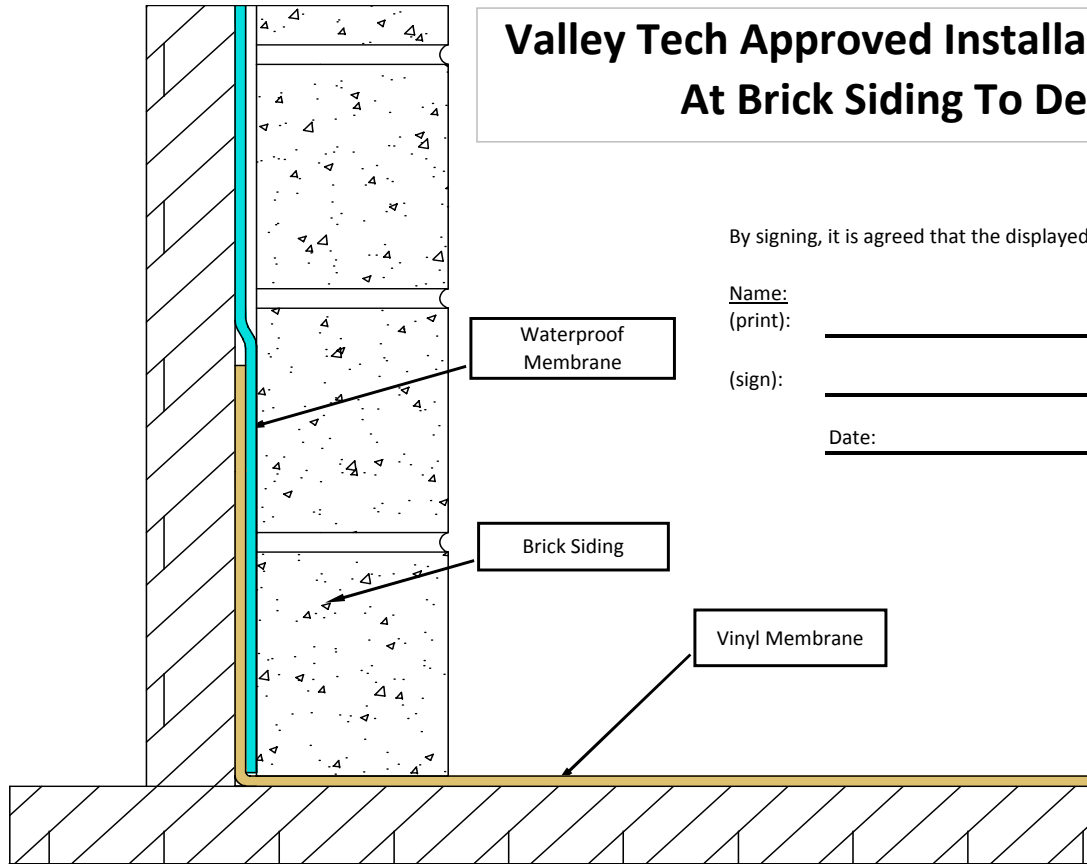 Valley Tech Approved Installa
At Brick Siding To De
By signing, it is agreed that the displayed
Name:
(print):
(sign):
Date:
Waterproof
Membrane
Brick Siding
Vinyl Membrane